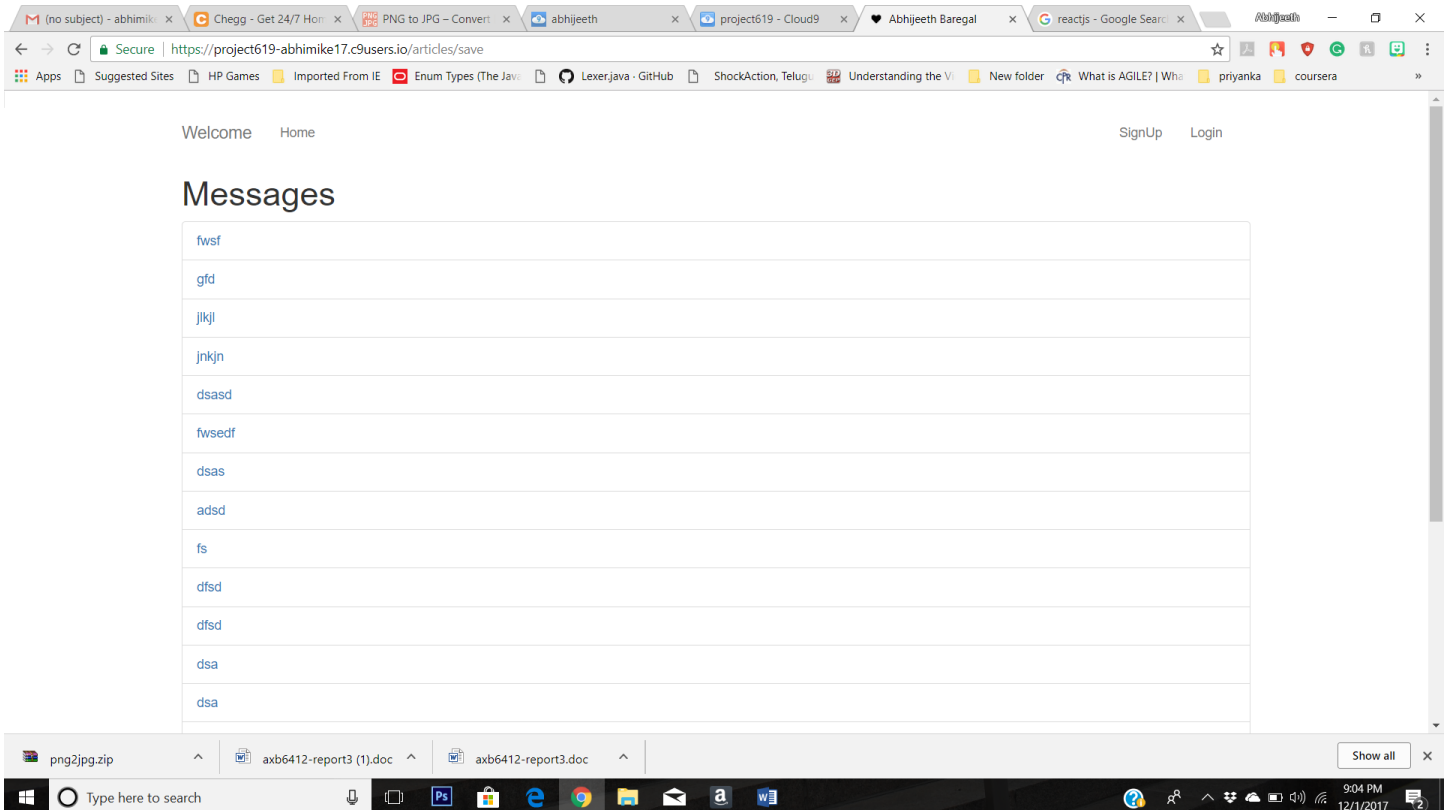 (no subject) - abhimik Chegg - Get 24/7 Hom PNG to JPG – Convert abhijeeth project619 - Cloud9 Abhijeeth Baregal reactjs - Google Searc Abhijeeth
Secure https://project619-abhimike17.c9users.io/articles/save
Apps Suggested Sites HP Games Imported From IE Enum Types (The Java Lexer.java · GitHub ShockAction, Telugu Understanding the Vi New folder CPR What is AGILE? | Wha priyanka coursera »
Welcome Home SignUp Login
Messages
fwsf
gfd
jlkjl
jnkjn
dsasd
fwsedf
dsas
adsd
fs
dfsd
dfsd
dsa
dsa
png2jpg.zip axb6412-report3 (1).doc axb6412-report3.doc Show all
Type here to search Ps e a W 9:04 PM
12/1/2017 2